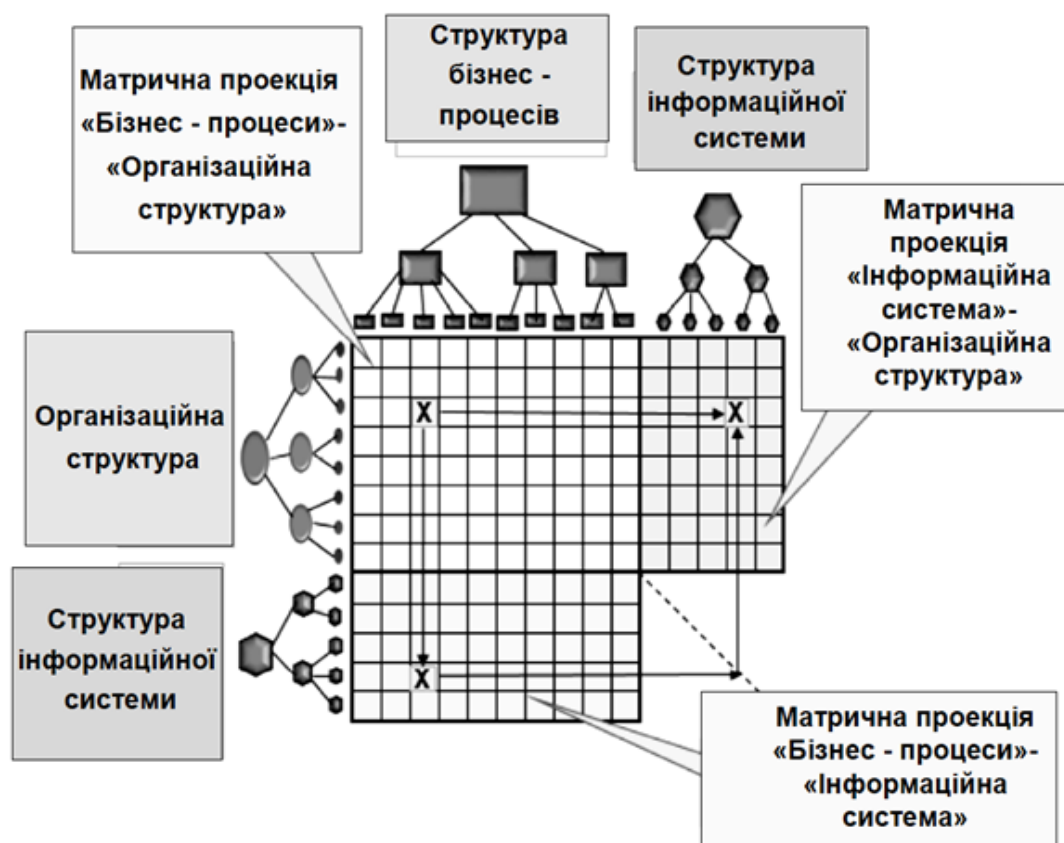 Матрична проекція
«Бізнес - процеси»-
«Організаційна
структура»
Структура
бізнес -
процесів
Структура
інформаційної
системи
Матрична
проекція
«Інформаційна
система»-
«Організаційна
структура»
Організаційна
структура
X
X
Структура
інформаційної
системи
X
Матрична проекція
«Бізнес - процеси»-
«Інформаційна
система»